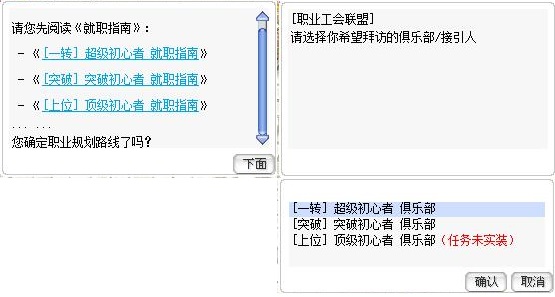 请您先阅读《就职指南》：
- 《[一转] 超级初心者 就职指南》
- 《[突破] 突破初心者 就职指南》
- 《[上位] 顶级初心者 就职指南》
... ...
您确定职业规划路线了吗?
下面
[职业工会联盟]
请选择你希望拜访的俱乐部/接引人
[一转] 超级初心者 俱乐部
[突破] 突破初心者 俱乐部
[上位] 顶级初心者 俱乐部(任务未实装)
确认 取消